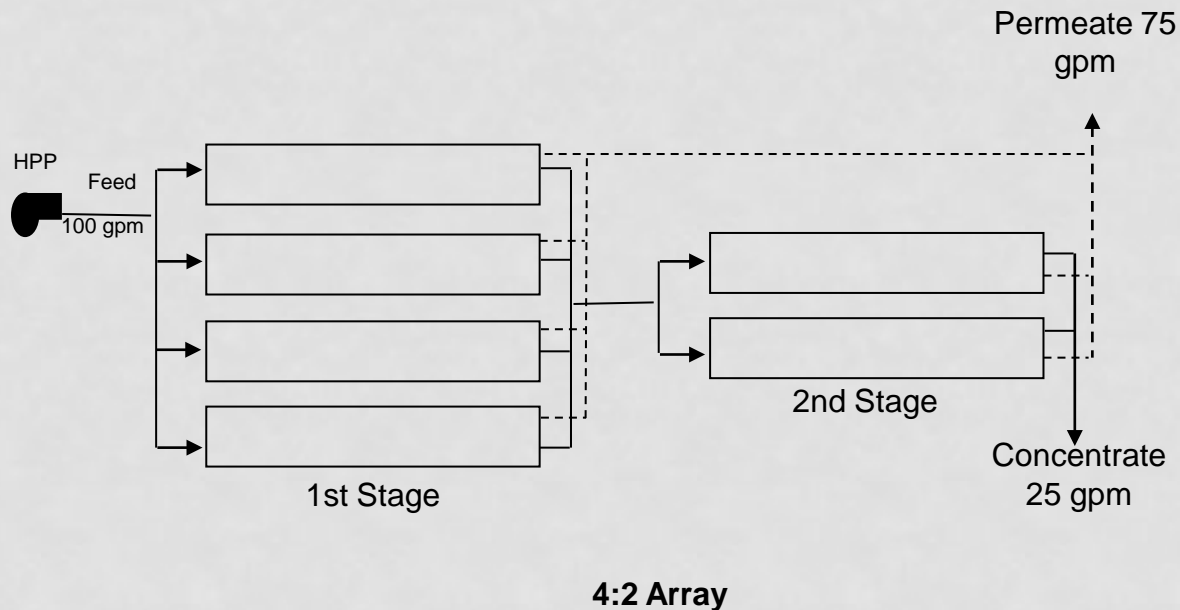 Permeate 75
gpm
HPP
Feed
100 gpm
2nd Stage
1st Stage
Concentrate
25 gpm
4:2 Array